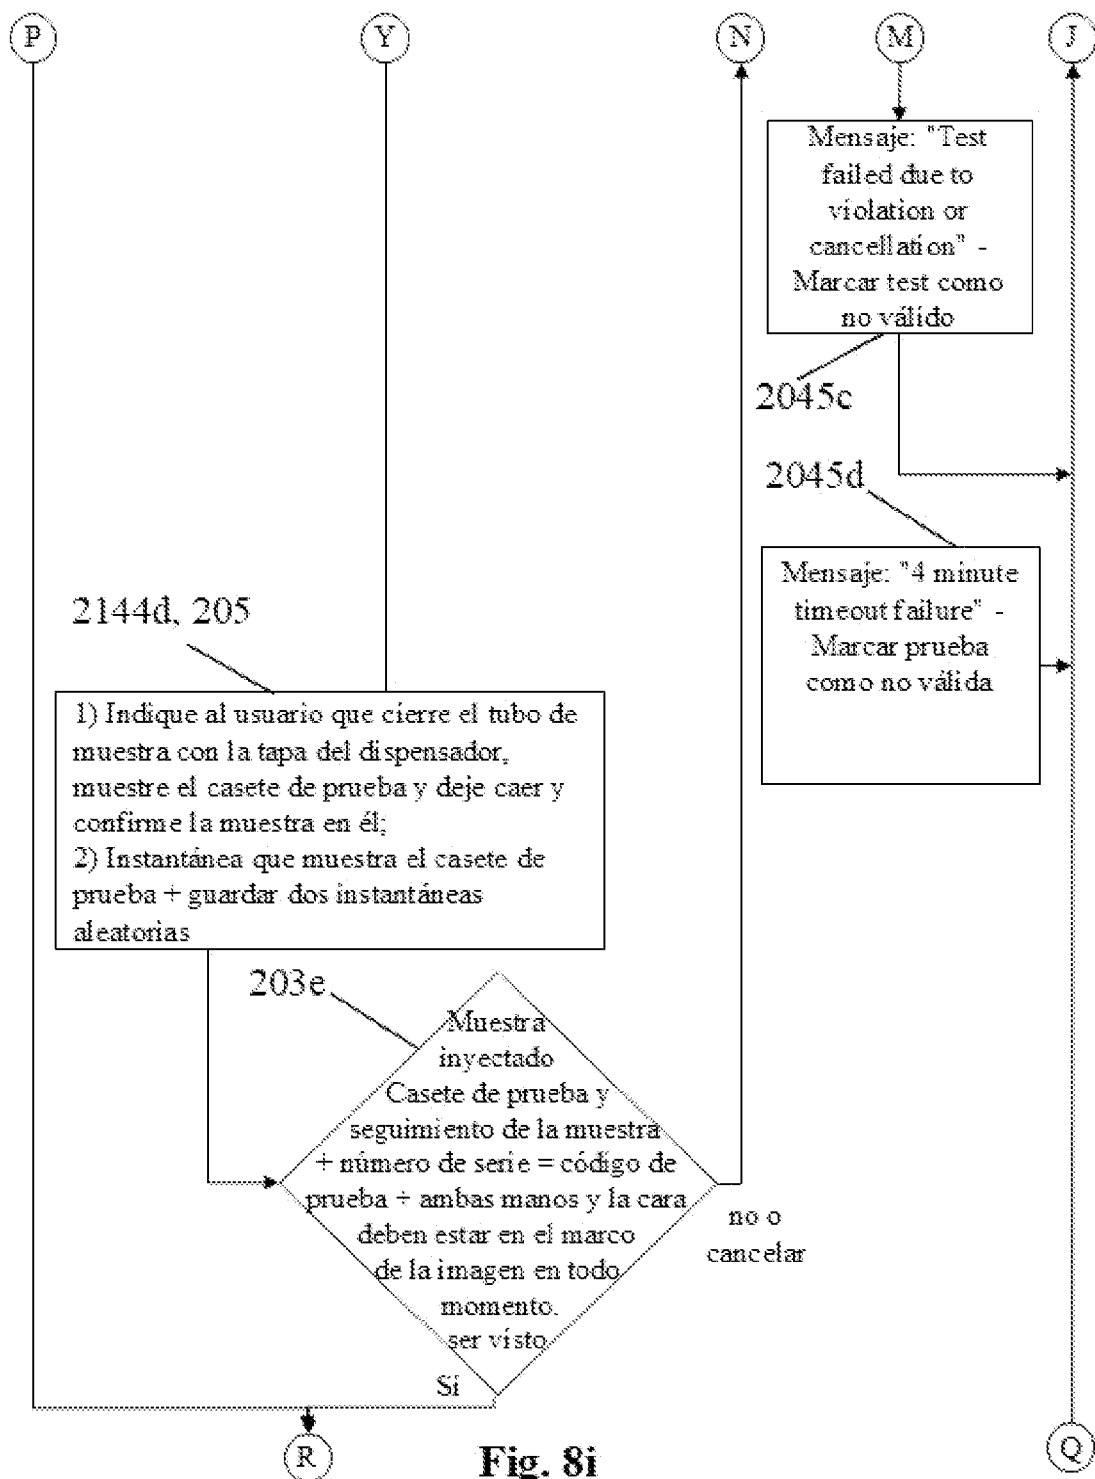 P
Y
N
M
J
Mensaje: "Test
failed due to
violation or
cancellation" -
Marcar test como
no válido
2045c
2045d
Mensaje: "4 minute
timeout failure" -
Marcar prueba
como no válida
2144d, 205
1) Indique al usuario que cierre el tubo de
muestra con la tapa del dispensador,
muestre el casete de prueba y deje caer y
confirme la muestra en él;
2) Instantánea que muestra el casete de
prueba + guardar dos instantáneas
aleatorias
203e
Muestra
inyectado
Casete de prueba y
seguimiento de la muestra
+ número de serie = código de
prueba + ambas manos y la cara
deben estar en el marco
de la imagen en todo
momento.
ser visto
no o
cancelar
Sí
R
Fig. 8i
Q